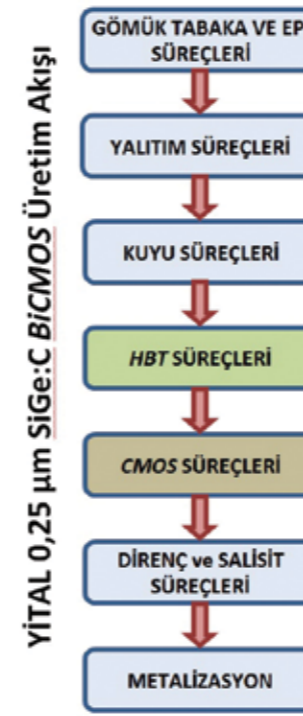 YİTAL 0,25 µm SiGe:C BiCMOS Üretim Akışı
GÖMÜK TABAKA VE EP
SÜREÇLERİ
YALITIM SÜREÇLERİ
KUYU SÜREÇLERİ
HBT SÜREÇLERİ
CMOS SÜREÇLERİ
DİRENÇ ve SALİSİT
SÜREÇLERİ
METALİZASYON